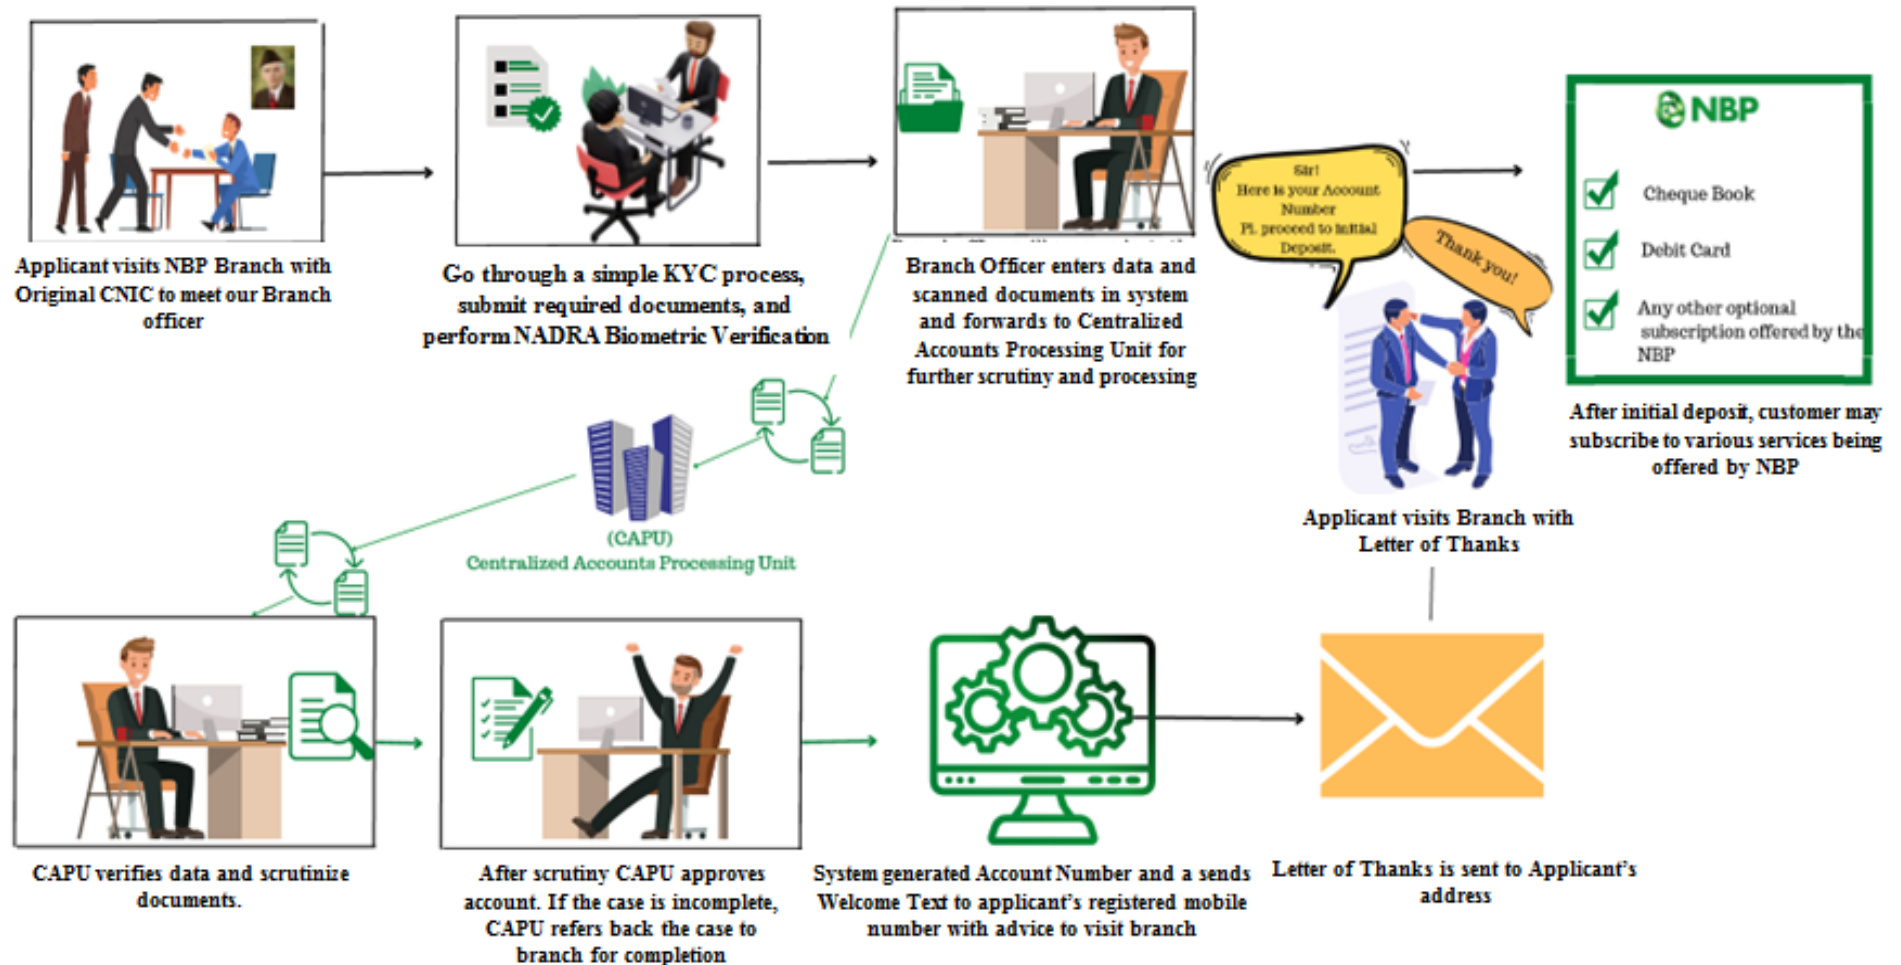 Applicant visits NBP Branch with
Original CNIC to meet our Branch
officer
Go through a simple KYC process,
submit required documents, and
perform NADRA Biometric Verification
Branch Officer enters data and
scanned documents in system
and forwards to Centralized
Accounts Processing Unit for
further scrutiny and processing
(CAPU)
Centralized Accounts Processing Unit
CAPU verifies data and scrutinize
documents.
After scrutiny CAPU approves
account. If the case is incomplete,
CAPU refers back the case to
branch for completion
System generated Account Number and a sends
Welcome Text to applicant's registered mobile
number with advice to visit branch
Letter of Thanks is sent to Applicant's
address
Sir!
Here is your Account
Number
Pl. proceed to Initial
Deposit.
Thank you!
Applicant visits Branch with
Letter of Thanks
NBP
Cheque Book
Debit Card
Any other optional
subscription offered by the
NBP
After initial deposit, customer may
subscribe to various services being
offered by NBP